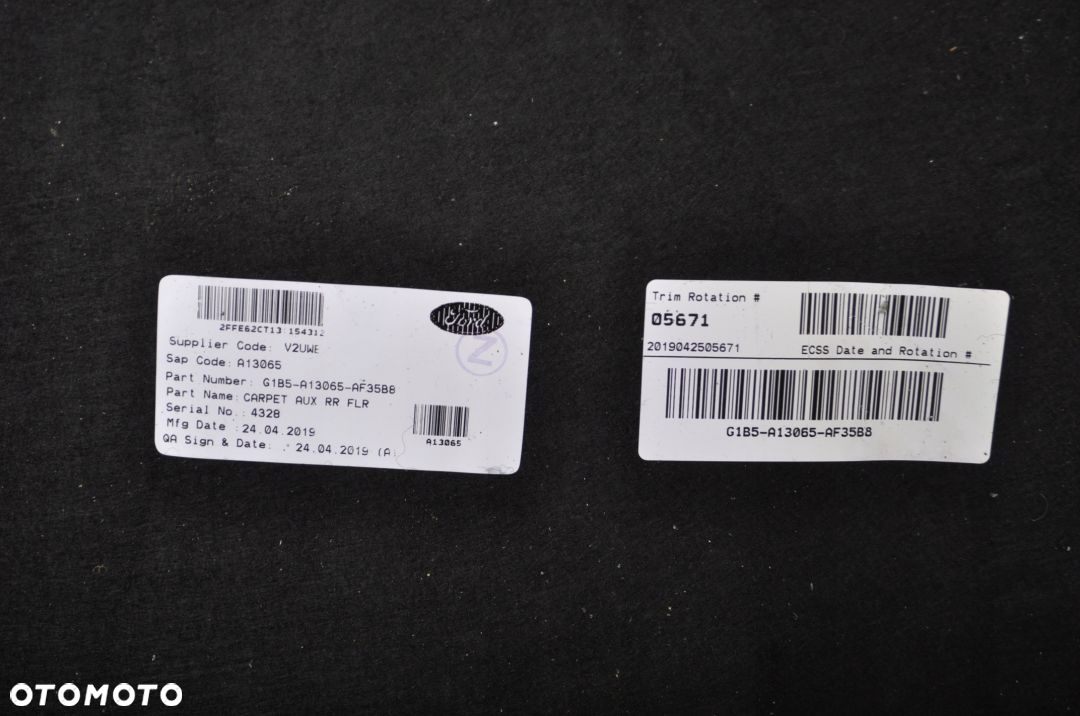 2FFE62CT13 154312
Ford
Supplier Code: V2UWE
Sap Code: A13065
Part Number: G1B5-A13065-AF35B8
Part Name: CARPET AUX RR FLR
Serial No.: 4328
Mfg Date : 24.04.2019
QA Sign & Date: 24.04.2019 (A)
A13065
N
Trim Rotation #
05671
2019042505671
ECSS Date and Rotation #
G1B5-A13065-AF35B8
OTOMOTO